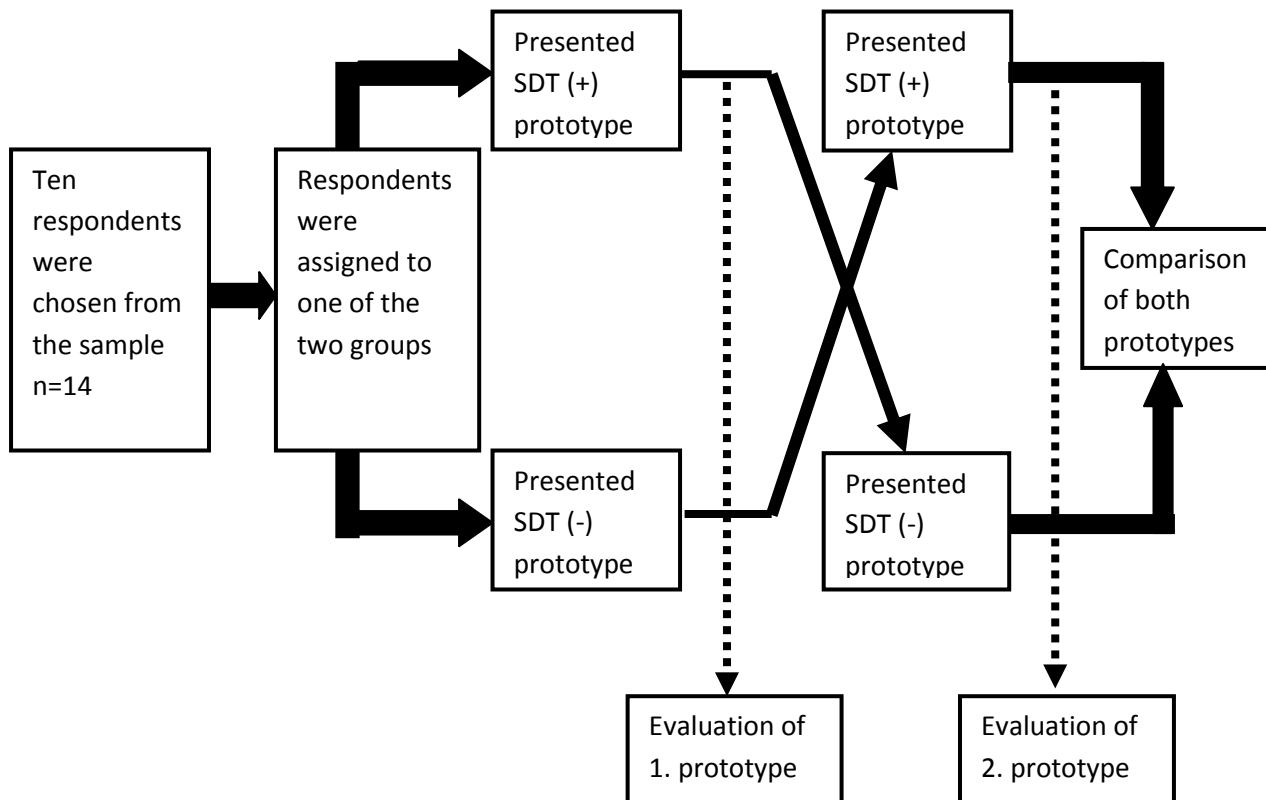 Ten
respondents
were
chosen from
the sample
n=14
Respondents
were
assigned to
one of the
two groups
Presented
SDT (+)
prototype
Presented
SDT (-)
prototype
Presented
SDT (+)
prototype
Presented
SDT (-)
prototype
Comparison
of both
prototypes
Evaluation of
1. prototype
Evaluation of
2. prototype